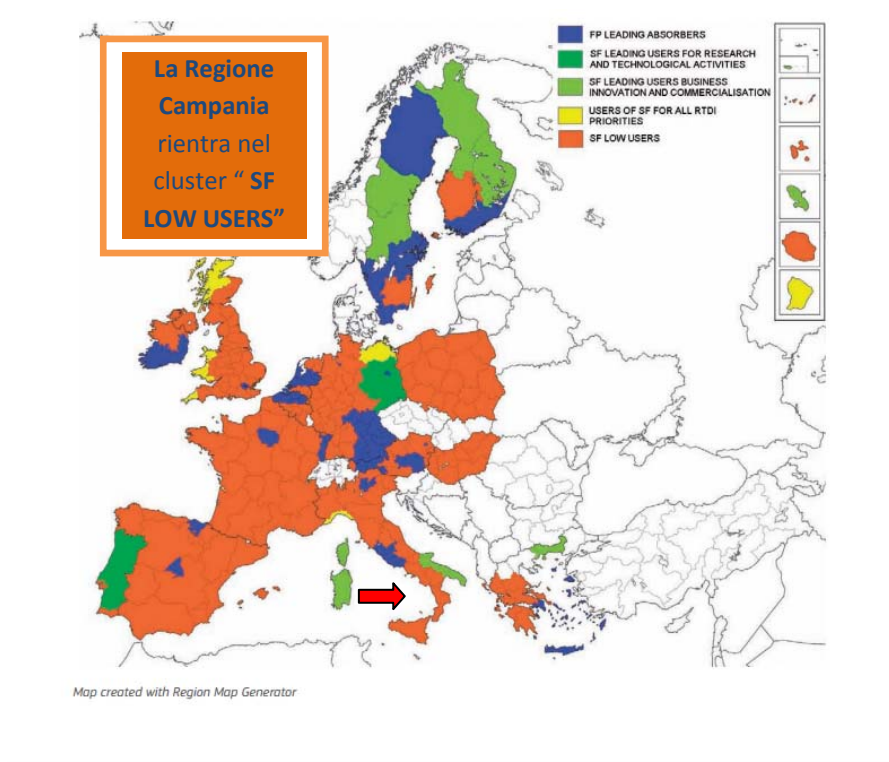 La Regione
Campania
rientra nel
cluster “ SF
LOW USERS”
FP LEADING ABSORBERS
SF LEADING USERS FOR RESEARCH
AND TECHNOLOGICAL ACTIVITIES
SF LEADING USERS BUSINESS
INNOVATION AND COMMERCIALISATION
USERS OF SF FOR ALL RTDI
PRIORITIES
SF LOW USERS
Map created with Region Map Generator